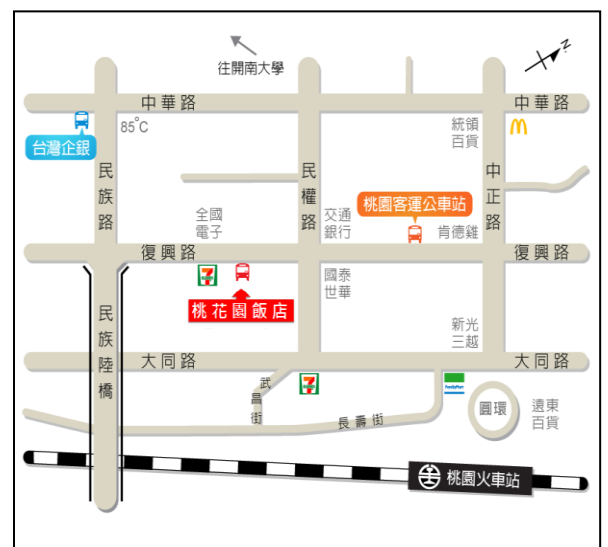 N
往開南大學
中華路
中華路
85°C
台灣企銀
統領
百貨
民族路
民權路
中正路
桃園客運公車站
全國
電子
交通
銀行
肯德雞
復興路
復興路
7
ELEVEN
國泰
世華
桃花園飯店
民族陸橋
新光
三越
大同路
大同路
武昌街
7
ELEVEN
FamilyMart
長壽街
圓環
遠東
百貨
桃園火車站